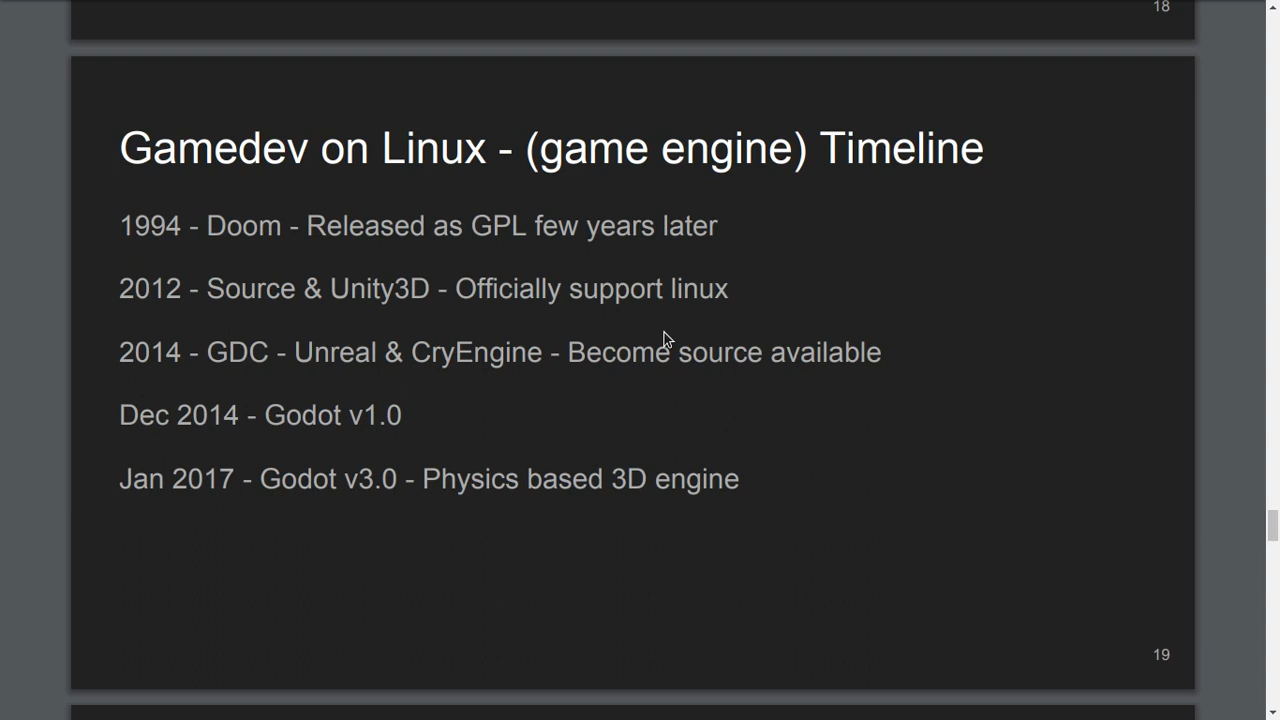 18
Gamedev on Linux - (game engine) Timeline
1994 - Doom - Released as GPL few years later
2012 - Source & Unity3D - Officially support linux
2014 - GDC - Unreal & CryEngine - Become source available
Dec 2014 - Godot v1.0
Jan 2017 - Godot v3.0 - Physics based 3D engine
19